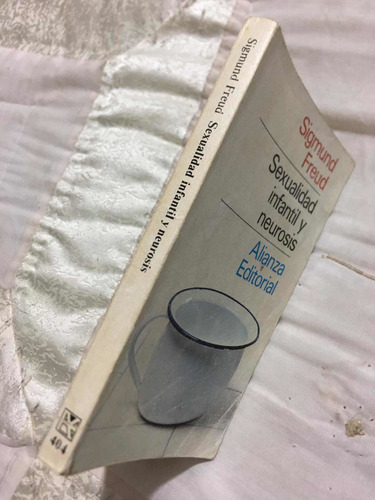 Sigmund Freud Sexualidad infantil y neurosis
404
Sigmund
Freud
Sexualidad
infantil y
neurosis
Alianza
Editorial